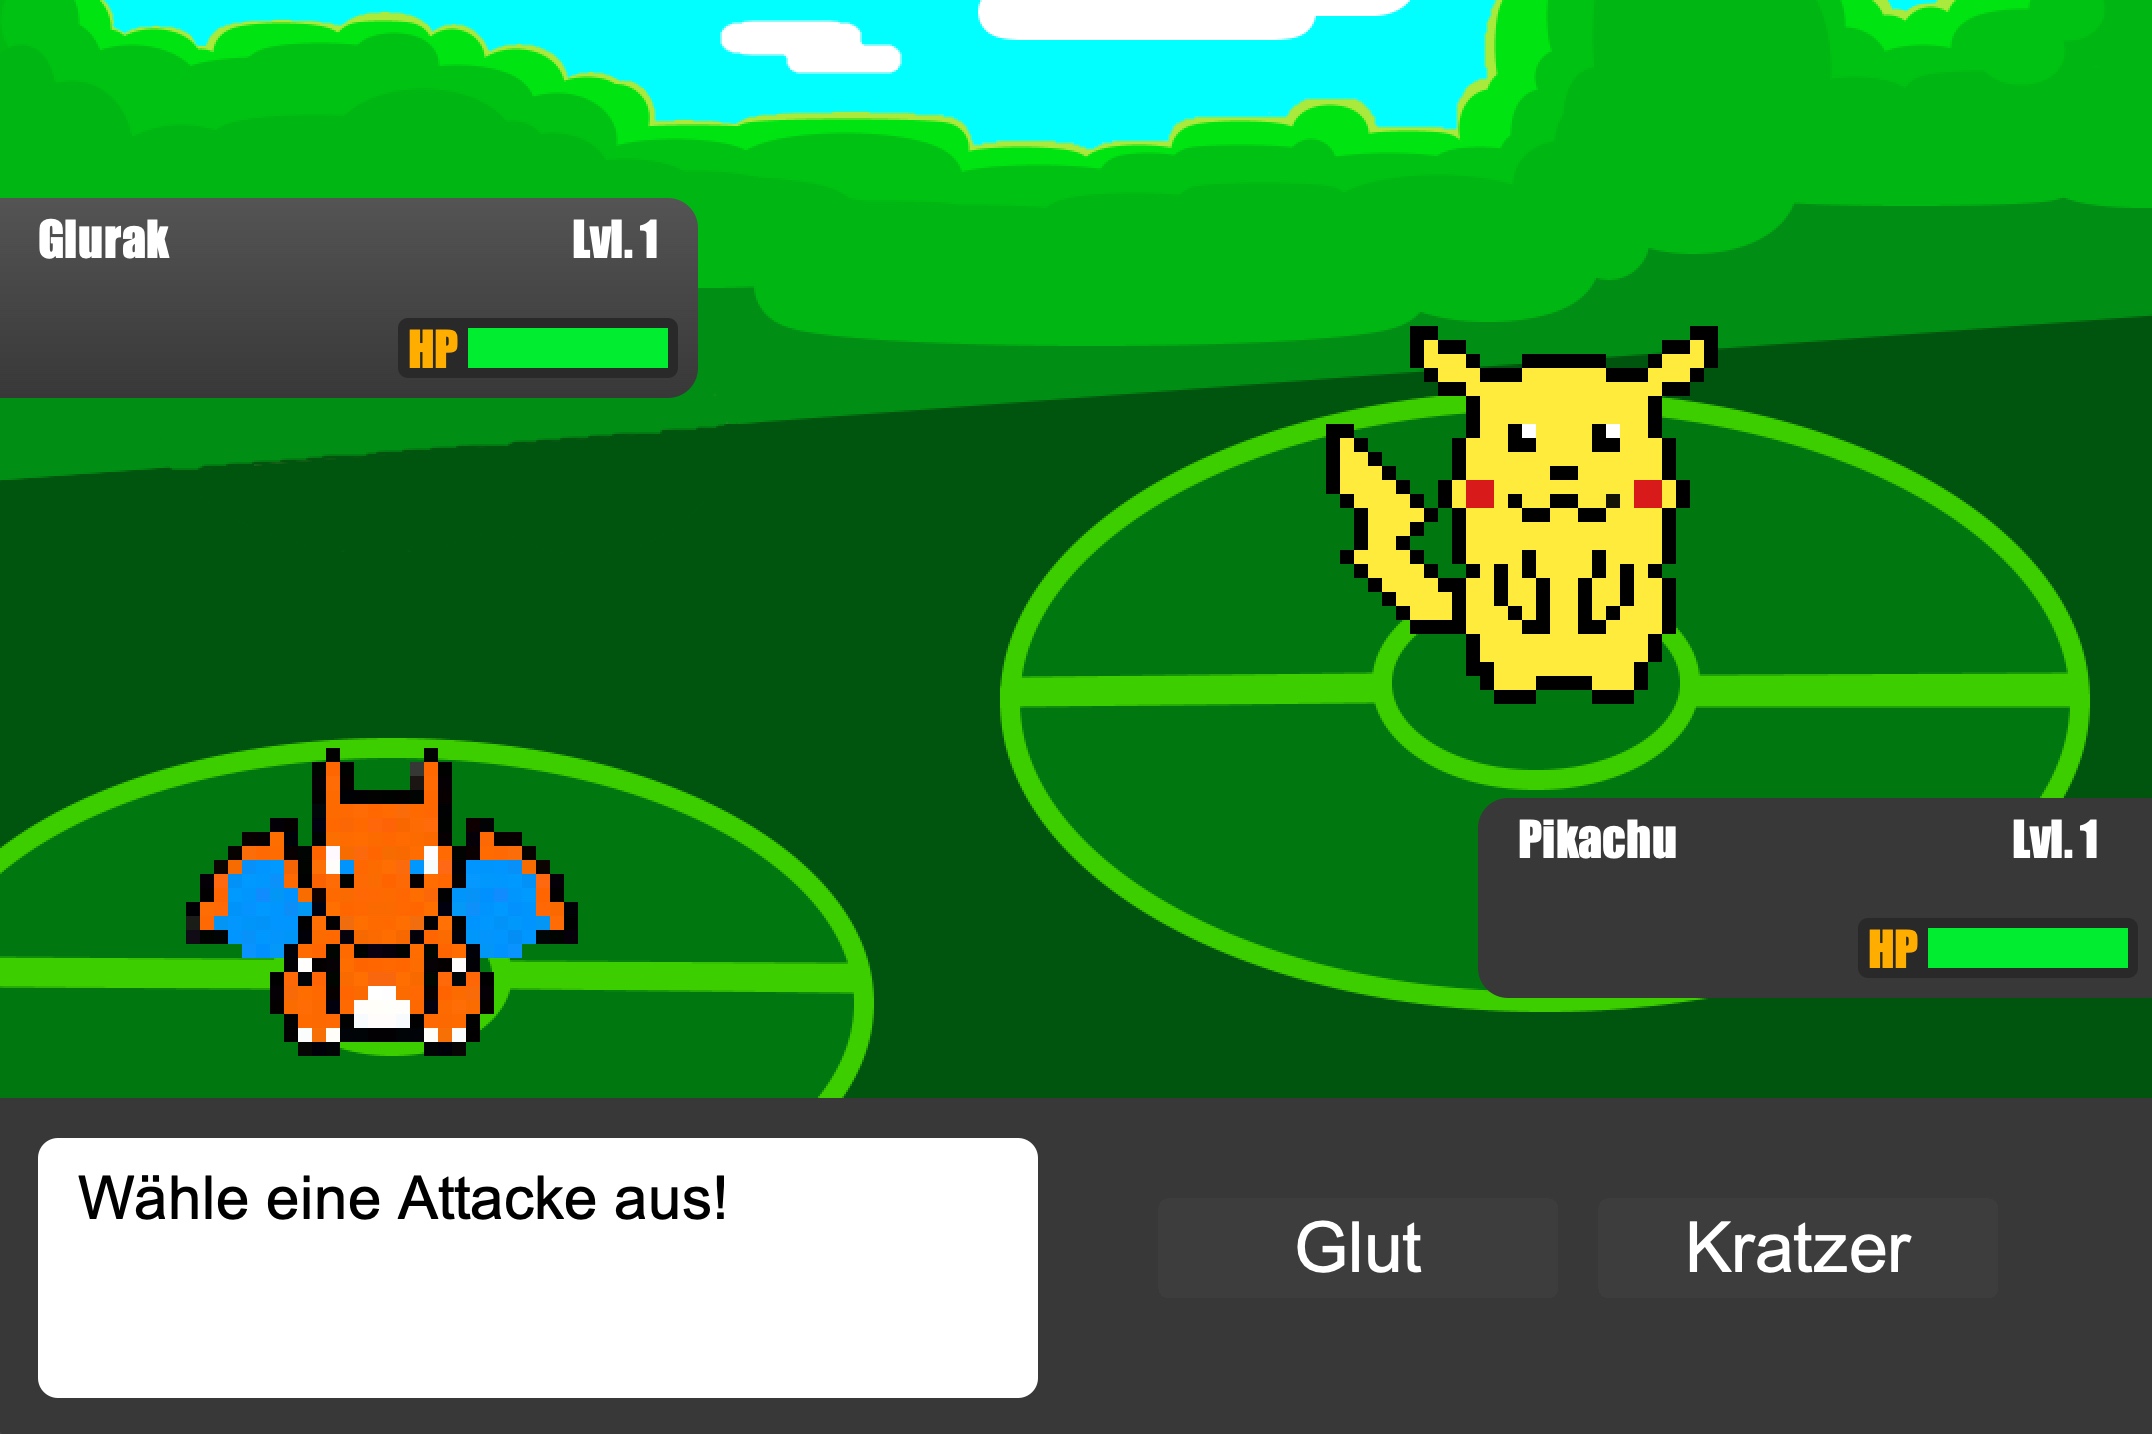 Glurak Lvl. 1
HP
Pikachu Lvl. 1
HP
Wähle eine Attacke aus!
Glut Kratzer